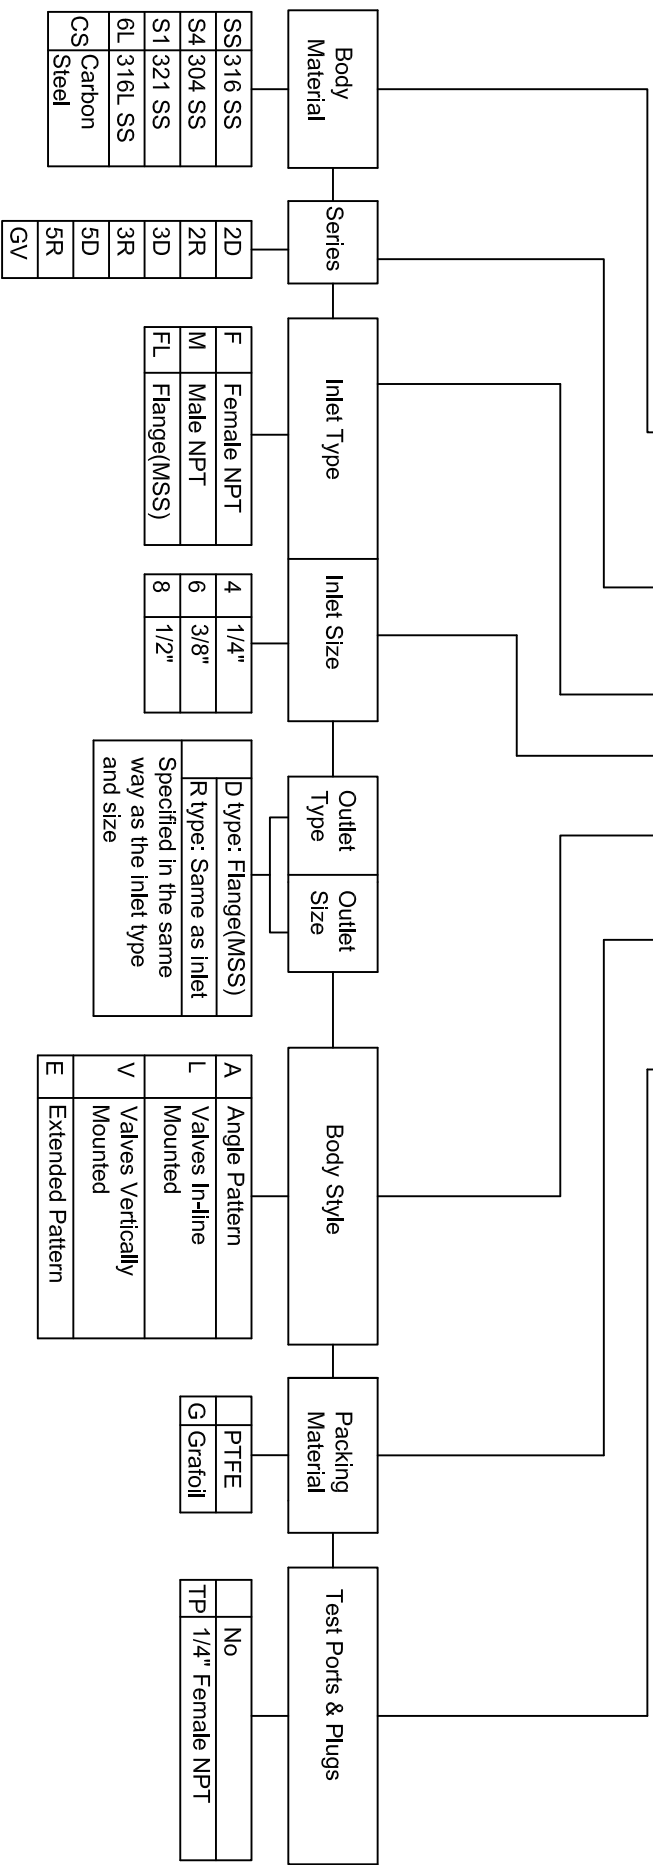 Body
Material
SS 316 SS
S4 304 SS
S1 321 SS
6L 316L SS
CS Carbon
Steel
Series
2D
2R
3D
3R
5D
5R
GV
Inlet Type
F Female NPT
M Male NPT
FL Flange(MSS)
Inlet Size
4 1/4"
6 3/8"
8 1/2"
Outlet
Type
Outlet
Size
D type: Flange(MSS)
R type: Same as inlet
Specified in the same
way as the inlet type
and size
Body Style
A Angle Pattern
L Valves In-line
Mounted
V Valves Vertically
Mounted
E Extended Pattern
Packing
Material
PTFE
G Grafoil
Test Ports & Plugs
No
TP 1/4" Female NPT